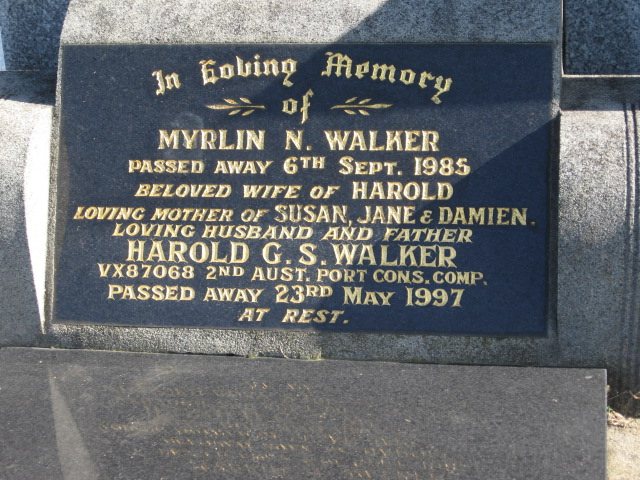 In Loving Memory
of
MYRLIN N. WALKER
PASSED AWAY 6TH SEPT. 1985
BELOVED WIFE OF HAROLD
LOVING MOTHER OF SUSAN, JANE & DAMIEN.
LOVING HUSBAND AND FATHER
HAROLD G. S. WALKER
VX87068 2ND AUST. PORT CONS. COMP.
PASSED AWAY 23RD MAY 1997
AT REST.